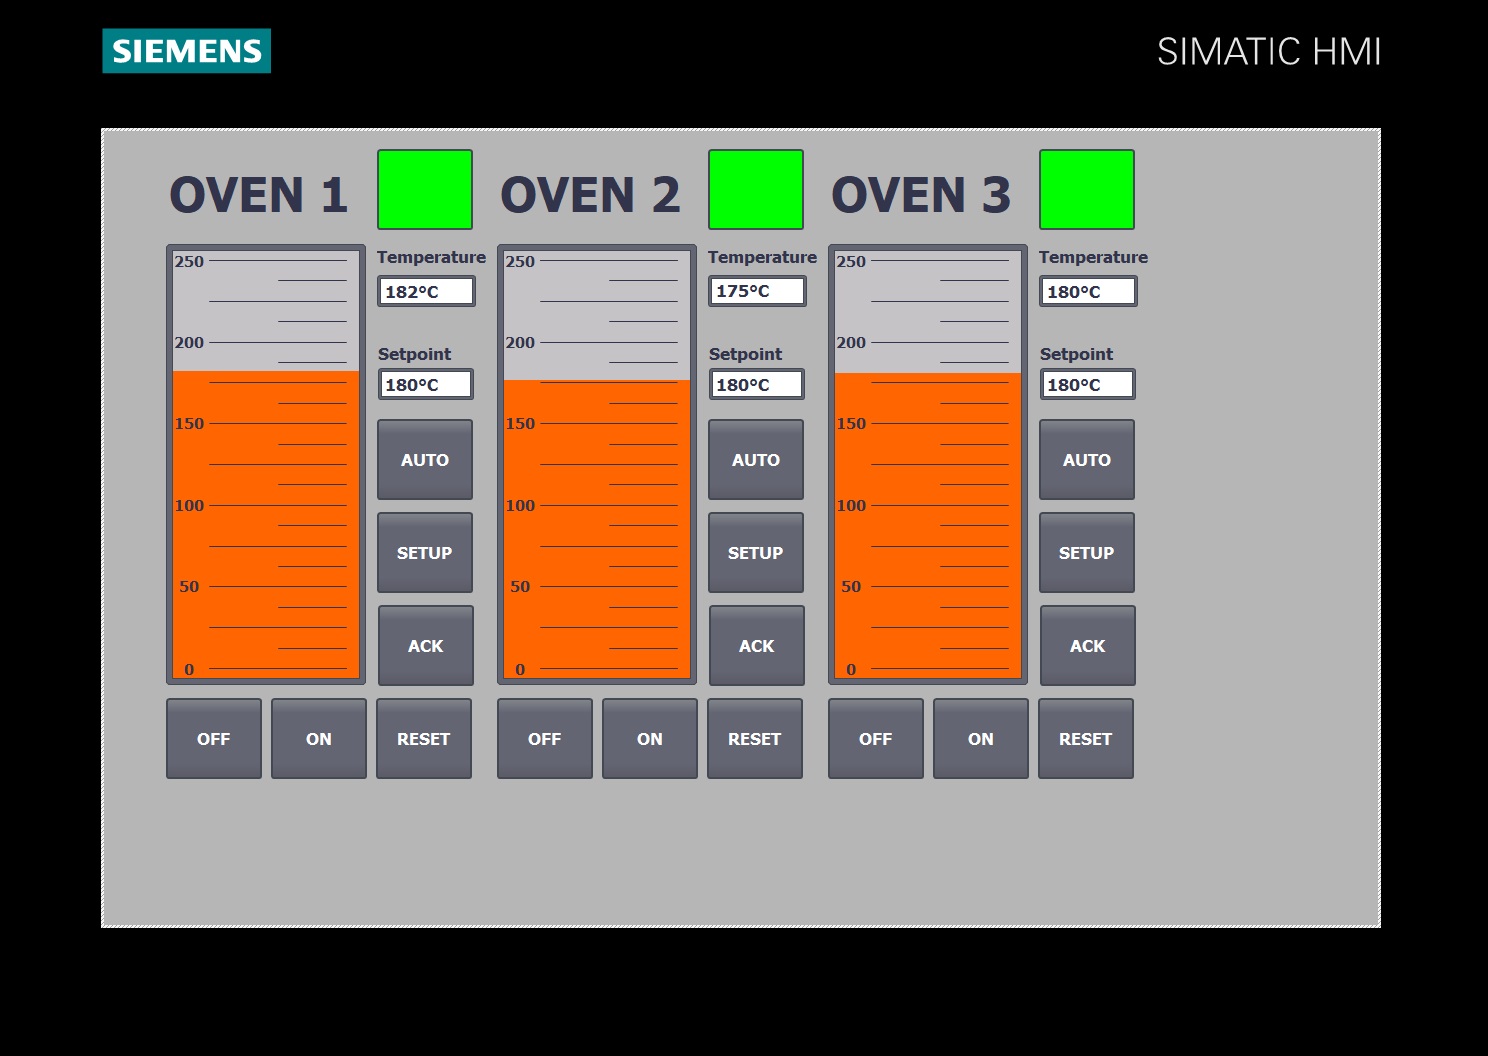 SIEMENS
SIMATIC HMI
OVEN 1
250
200
150
100
50
0
Temperature
182°C
Setpoint
180°C
AUTO
SETUP
ACK
OFF
ON
RESET
OVEN 2
250
200
150
100
50
0
Temperature
175°C
Setpoint
180°C
AUTO
SETUP
ACK
OFF
ON
RESET
OVEN 3
250
200
150
100
50
0
Temperature
180°C
Setpoint
180°C
AUTO
SETUP
ACK
OFF
ON
RESET